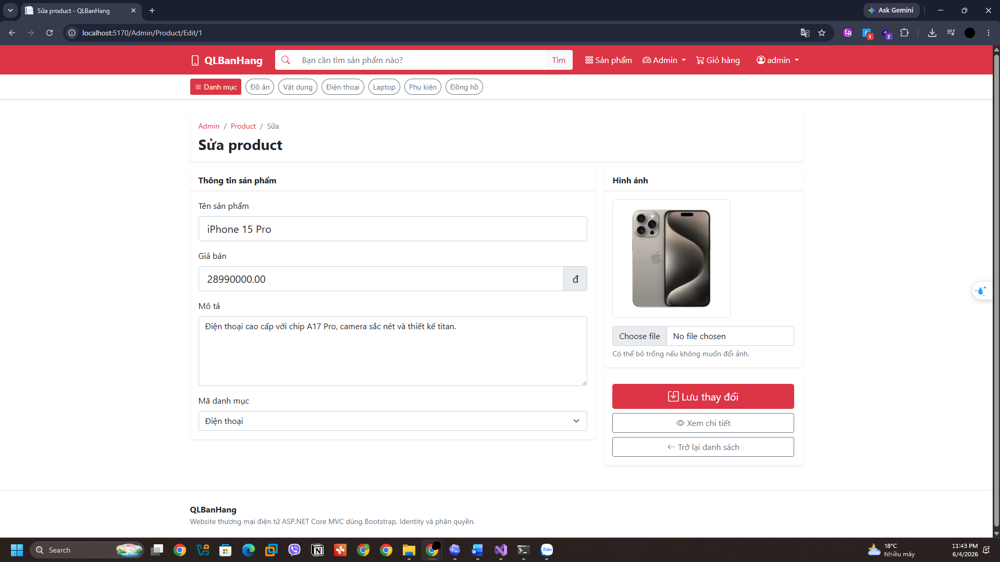 Sửa product - QLBanHang
Ask Gemini
localhost:5170/Admin/Product/Edit/1
1
2
QLBanHang
Bạn cần tìm sản phẩm nào?
Tìm
Sản phẩm
Admin
Giỏ hàng
admin
Danh mục
Đồ ăn
Vật dụng
Điện thoại
Laptop
Phụ kiện
Đồng hồ
Admin / Product / Sửa
Sửa product
Thông tin sản phẩm
Tên sản phẩm
iPhone 15 Pro
Giá bán
28990000.00
đ
Mô tả
Điện thoại cao cấp với chip A17 Pro, camera sắc nét và thiết kế titan.
Mã danh mục
Điện thoại
Hình ảnh
Choose file
No file chosen
Có thể bỏ trống nếu không muốn đổi ảnh.
Lưu thay đổi
Xem chi tiết
Trở lại danh sách
QLBanHang
Website thương mại điện tử ASP.NET Core MVC dùng Bootstrap, Identity và phân quyền.
Search
Zalo
18°C
Nhiều mây
11:43 PM
6/4/2026